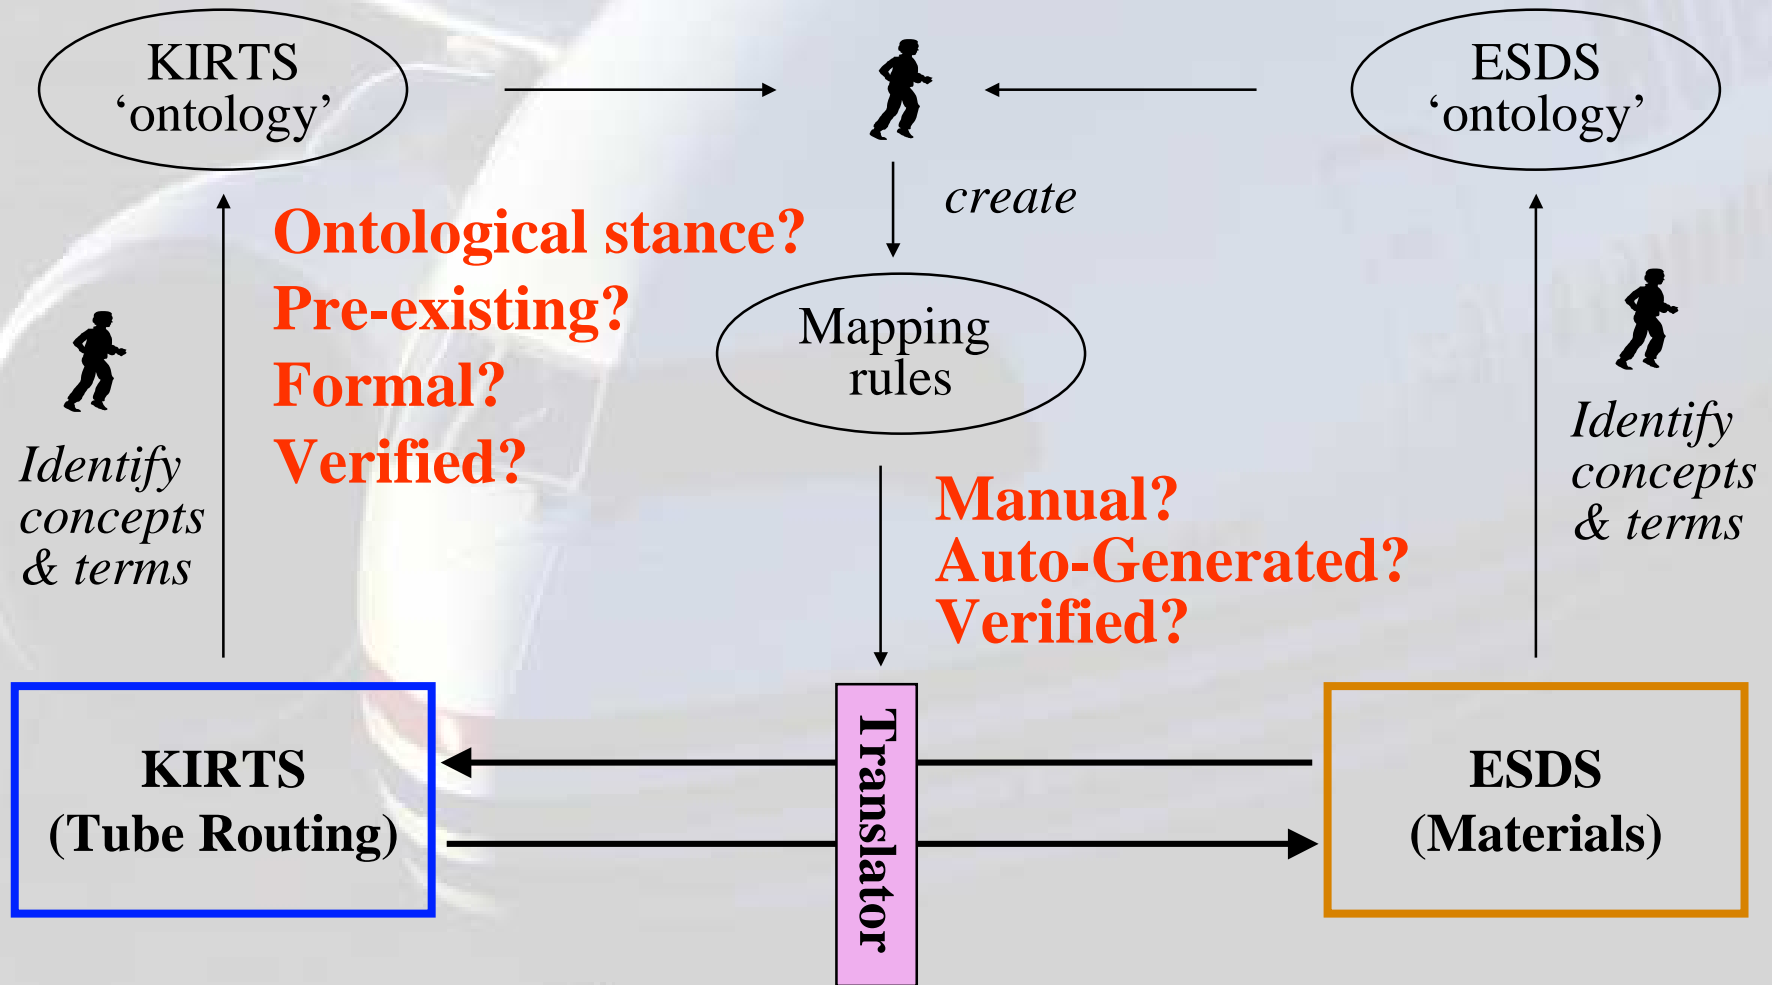 KIRTS
‘ontology’
ESDS
‘ontology’
create
Ontological stance?
Pre-existing?
Formal?
Verified?
Mapping
rules
Identify
concepts
& terms
Identify
concepts
& terms
Manual?
Auto-Generated?
Verified?
KIRTS
(Tube Routing)
Translator
ESDS
(Materials)